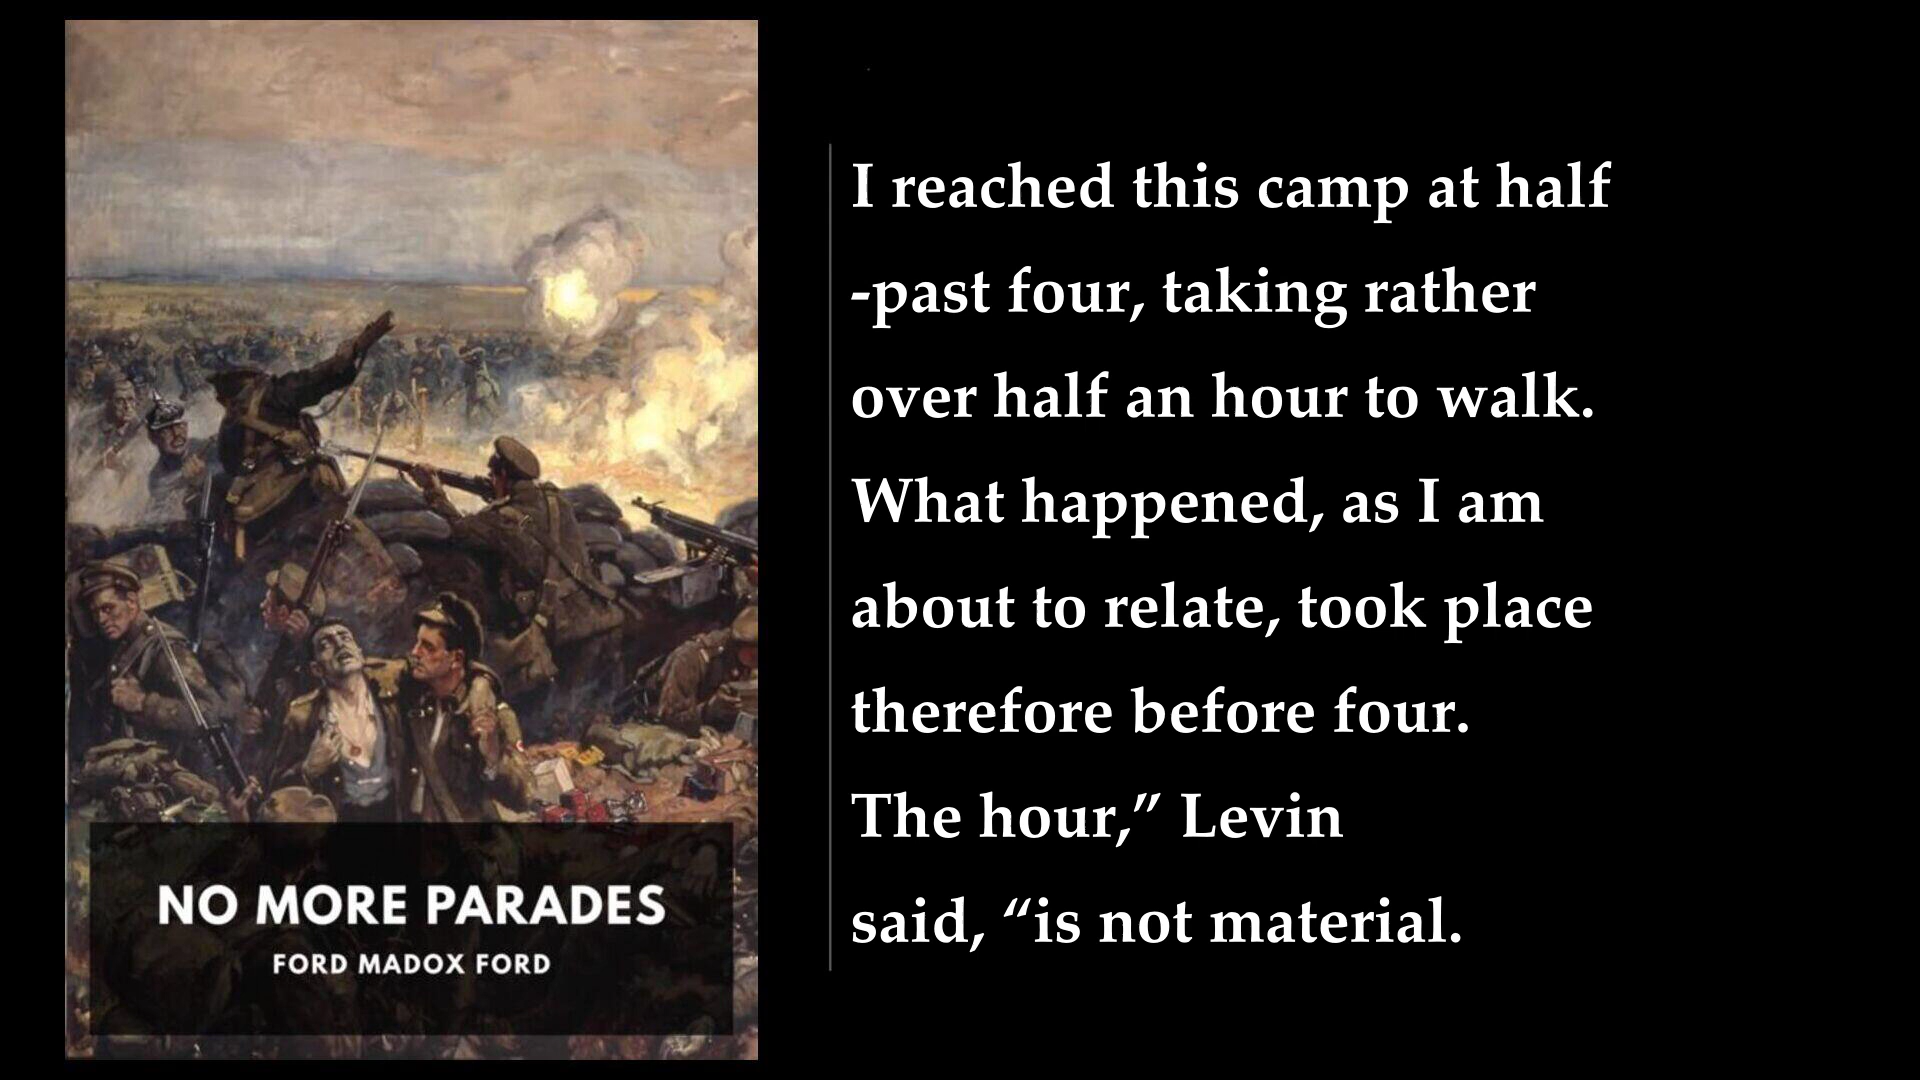 NO MORE PARADES
FORD MADOX FORD
I reached this camp at half
-past four, taking rather
over half an hour to walk.
What happened, as I am
about to relate, took place
therefore before four.
The hour,” Levin
said, “is not material.